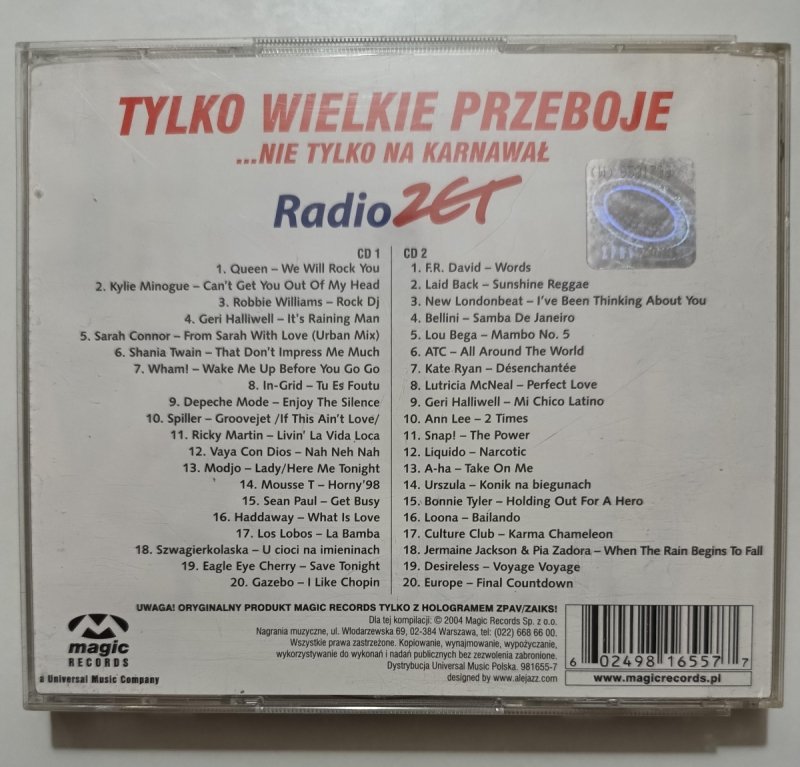 TYLKO WIELKIE PRZEBOJE
...NIE TYLKO NA KARNAWAŁ
Radio ZET
CD 1
1. Queen – We Will Rock You
2. Kylie Minogue – Can't Get You Out Of My Head
3. Robbie Williams – Rock Dj
4. Geri Halliwell – It's Raining Man
5. Sarah Connor – From Sarah With Love (Urban Mix)
6. Shania Twain – That Don't Impress Me Much
7. Wham! – Wake Me Up Before You Go Go
8. In-Grid – Tu Es Foutu
9. Depeche Mode – Enjoy The Silence
10. Spiller – Groovejet /If This Ain't Love/
11. Ricky Martin – Livin' La Vida Loca
12. Vaya Con Dios – Nah Neh Nah
13. Modjo – Lady/Here Me Tonight
14. Mousse T – Horny'98
15. Sean Paul – Get Busy
16. Haddaway – What Is Love
17. Los Lobos – La Bamba
18. Szwagierkolaska – U cioci na imieninach
19. Eagle Eye Cherry – Save Tonight
20. Gazebo – I Like Chopin
CD 2
1. F.R. David – Words
2. Laid Back – Sunshine Reggae
3. New Londonbeat – I've Been Thinking About You
4. Bellini – Samba De Janeiro
5. Lou Bega – Mambo No. 5
6. ATC – All Around The World
7. Kate Ryan – Désenchantée
8. Lutricia McNeal – Perfect Love
9. Geri Halliwell – Mi Chico Latino
10. Ann Lee – 2 Times
11. Snap! – The Power
12. Liquido – Narcotic
13. A-ha – Take On Me
14. Urszula – Konik na biegunach
15. Bonnie Tyler – Holding Out For A Hero
16. Loona – Bailando
17. Culture Club – Karma Chameleon
18. Jermaine Jackson & Pia Zadora – When The Rain Begins To Fall
19. Desireless – Voyage Voyage
20. Europe – Final Countdown
UWAGA! ORYGINALNY PRODUKT MAGIC RECORDS TYLKO Z HOLOGRAMEM ZPAV/ZAIKS!
Dla tej kompilacji: © 2004 Magic Records Sp. z o.o.
Nagrania muzyczne, ul. Włodarzewska 69, 02-384 Warszawa, tel: (022) 668 66 00.
Wszystkie prawa zastrzeżone. Kopiowanie, wynajmowanie, wypożyczanie,
wykorzystywanie do wykonań i nadań publicznych bez zezwolenia zabronione.
Dystrybucja Universal Music Polska. 981655-7
designed by www.alejazz.com
magic
RECORDS
a Universal Music Company
6 02498 16557 7
www.magicrecords.pl